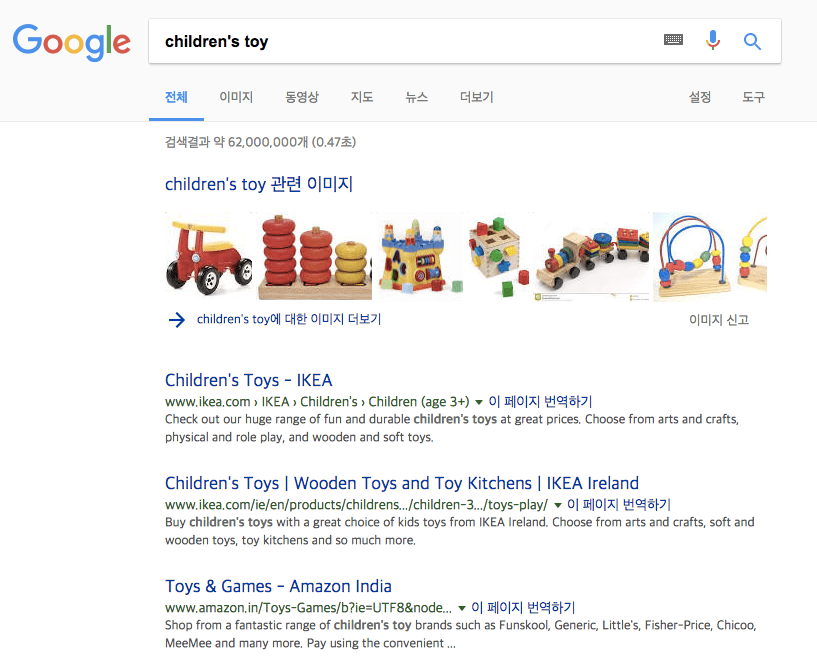 Google
children's toy
전체 이미지 동영상 지도 뉴스 더보기 설정 도구
검색결과 약 62,000,000개 (0.47초)
children's toy 관련 이미지
children's toy에 대한 이미지 더보기 이미지 신고
Children's Toys - IKEA
www.ikea.com › IKEA › Children's › Children (age 3+) ▼ 이 페이지 번역하기
Check out our huge range of fun and durable children's toys at great prices. Choose from arts and crafts,
physical and role play, and wooden and soft toys.
Children's Toys | Wooden Toys and Toy Kitchens | IKEA Ireland
www.ikea.com/ie/en/products/childrens.../children-3.../toys-play/ ▼ 이 페이지 번역하기
Buy children's toys with a great choice of kids toys from IKEA Ireland. Choose from arts and crafts, soft and
wooden toys, toy kitchens and so much more.
Toys & Games - Amazon India
www.amazon.in/Toys-Games/b?ie=UTF8&node... ▼ 이 페이지 번역하기
Shop from a fantastic range of children's toy brands such as Funskool, Generic, Little's, Fisher-Price, Chicco,
MeeMee and many more. Pay using the convenient ...